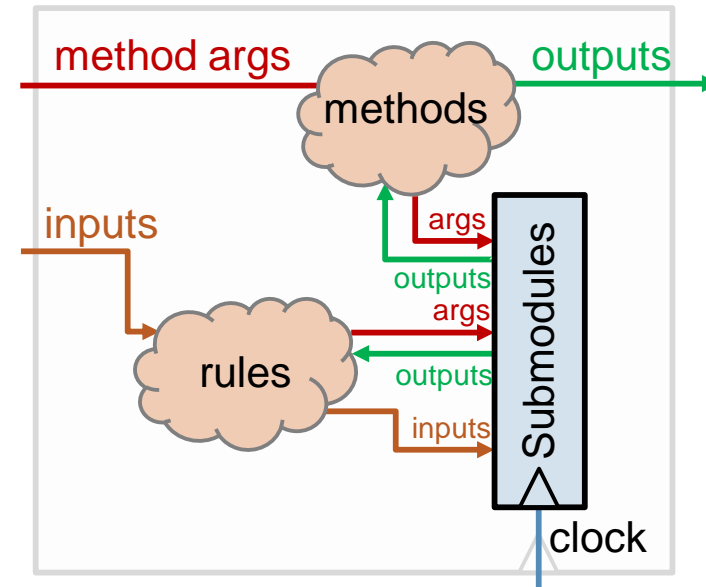 method args
outputs
methods
inputs
args
outputs
args
rules
outputs
inputs
Submodules
clock